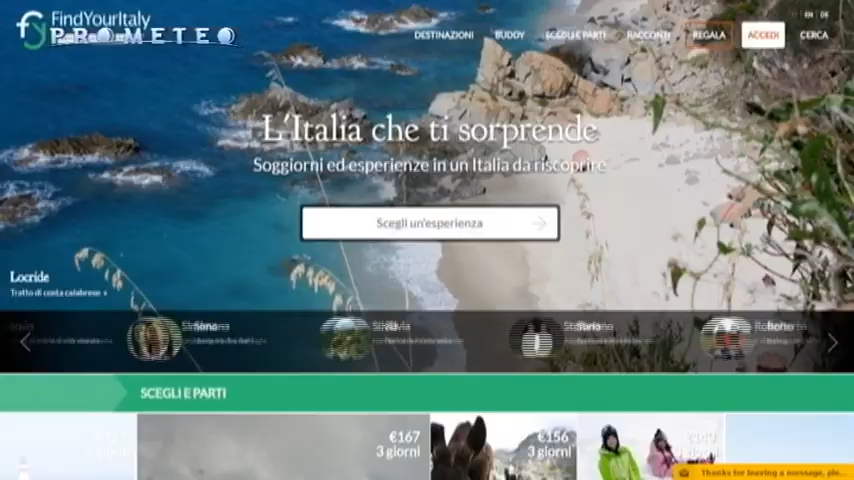 FindYourItaly
PROMETEO
EN DE
DESTINAZIONI BUDDY SCEGLI E PARTI RACCONTI REGALA ACCEDI CERCA
L'Italia che ti sorprende
Soggiorni ed esperienze in un Italia da riscoprire
Scegli un'esperienza
Locride
Tratto di costa calabrese
SCEGLI E PARTI
€167
3 giorni
€156
3 giorni
Thanks for leaving a message, ple...